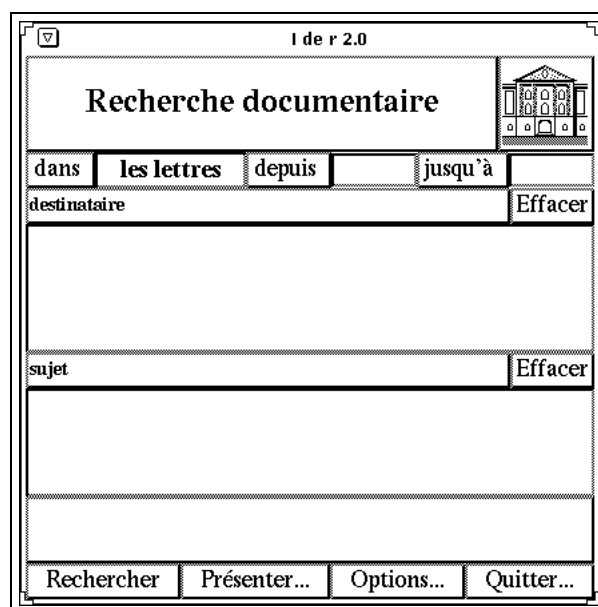 I de r 2.0
Recherche documentaire
dans les lettres depuis jusqu'à
destinataire Effacer
sujet Effacer
Rechercher Présenter... Options... Quitter...